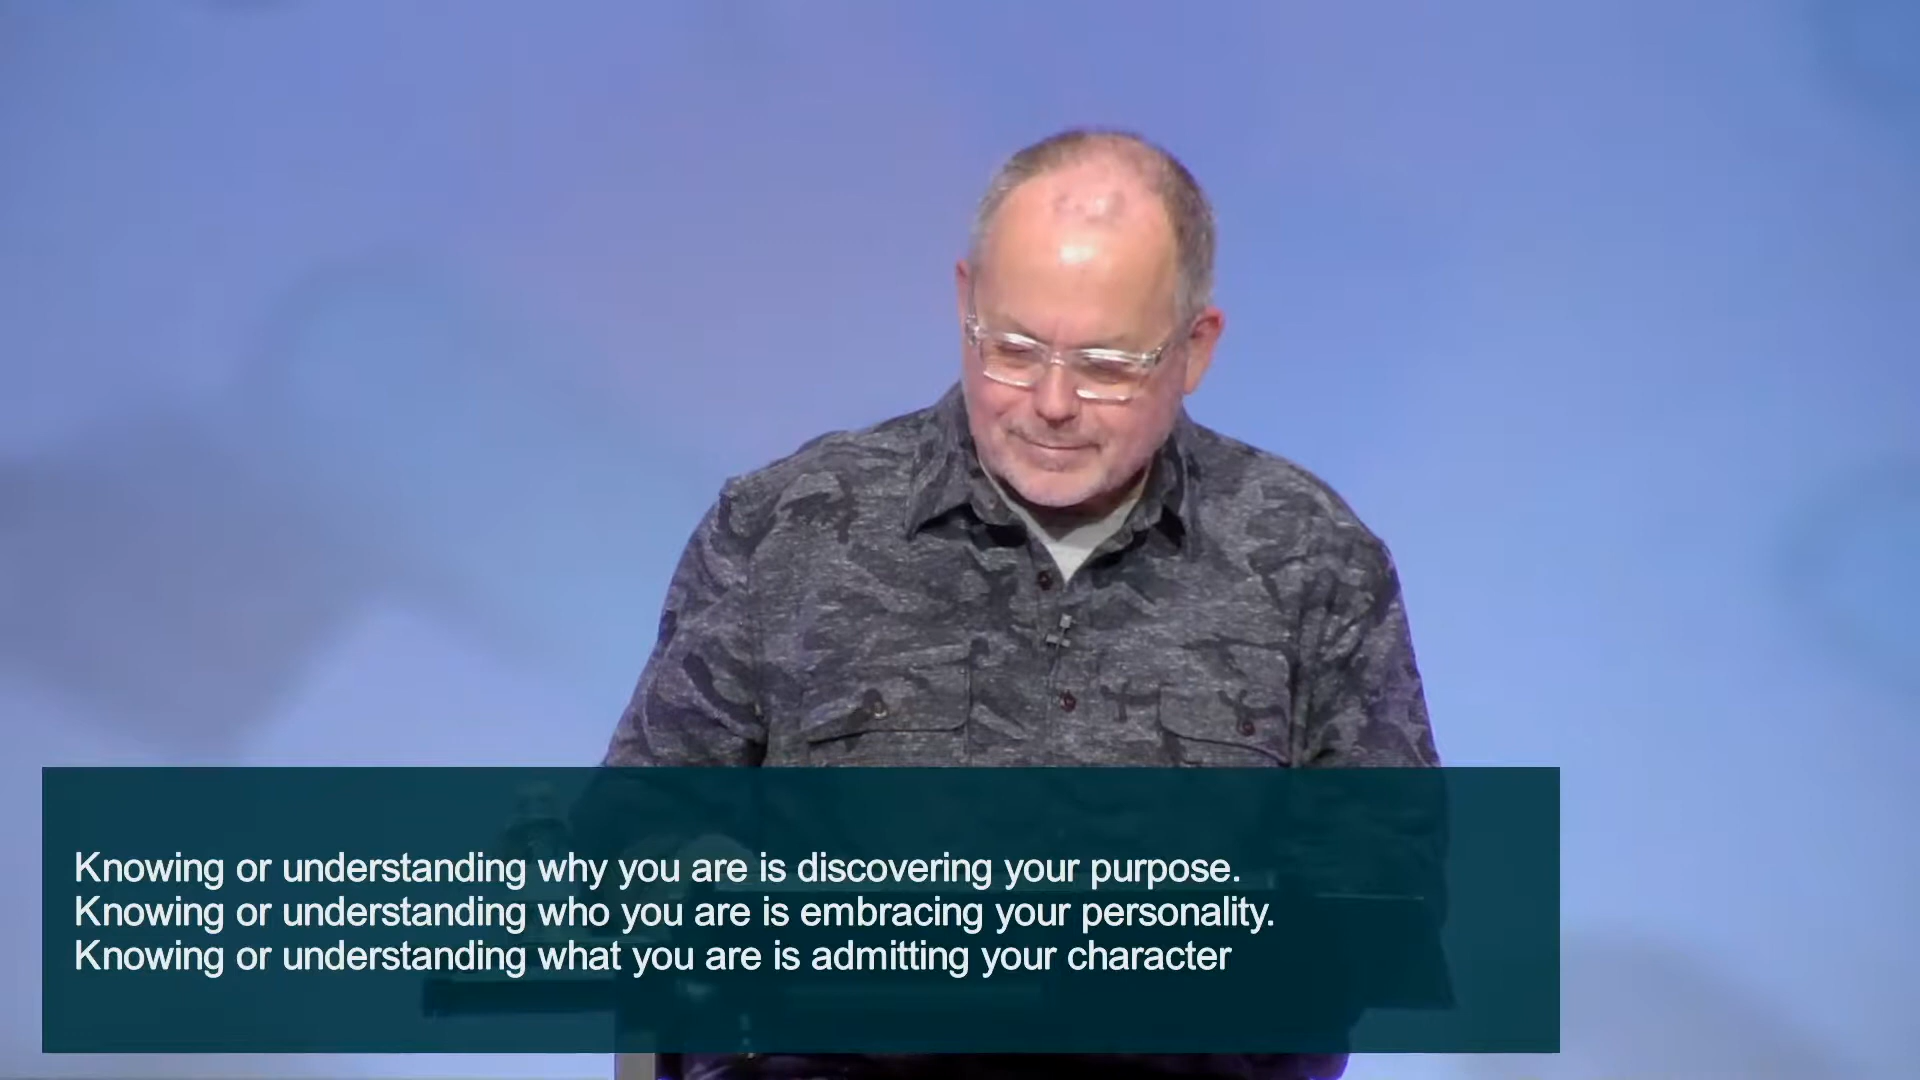 Knowing or understanding why you are is discovering your purpose.
Knowing or understanding who you are is embracing your personality.
Knowing or understanding what you are is admitting your character